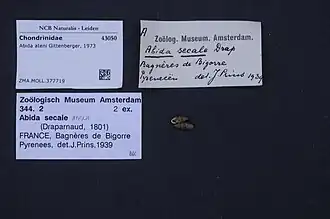 NCB Naturalis - Leiden
Chondrinidae 43050
Abida ateni Gittenberger, 1973
ZMA.MOLL.377719
A
Zoölog. Museum. Amsterdam.
Abida secale Drap
Bagnères de Bigorre
Pyreneeën det. J. Prins 1939
Zoölogisch Museum Amsterdam
344. 2 2 ex.
Abida secale
(Draparnaud, 1801)
FRANCE, Bagnères de Bigorre
Pyrenees, det.J.Prins,1939